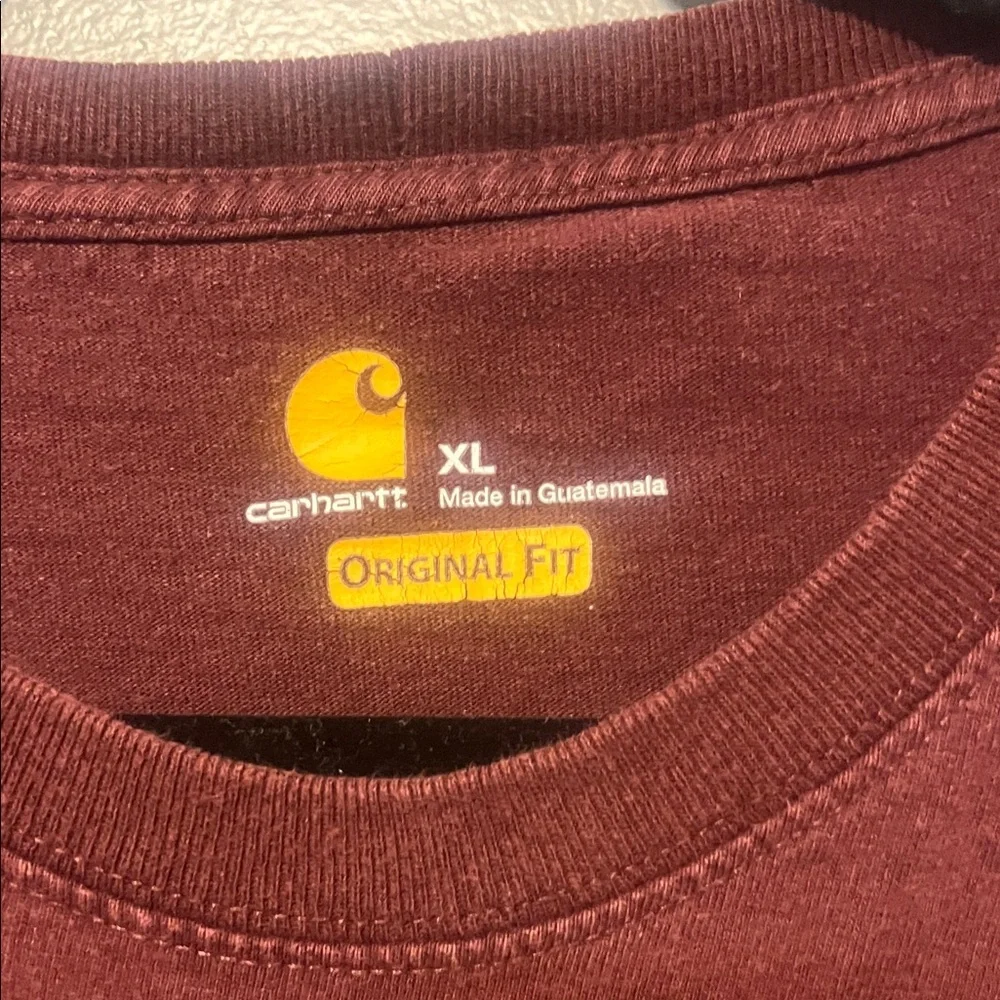 carhartt
XL
Made in Guatemala
ORIGINAL FIT